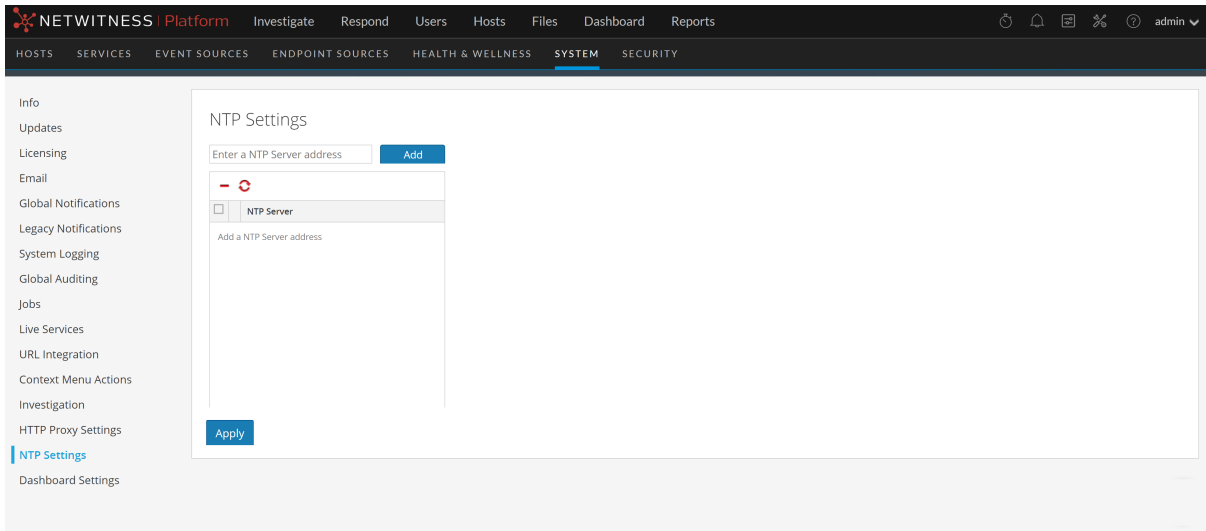 NETWITNESS | Platform Investigate Respond Users Hosts Files Dashboard Reports admin
HOSTS SERVICES EVENT SOURCES ENDPOINT SOURCES HEALTH & WELLNESS SYSTEM SECURITY
Info
Updates
Licensing
Email
Global Notifications
Legacy Notifications
System Logging
Global Auditing
Jobs
Live Services
URL Integration
Context Menu Actions
Investigation
HTTP Proxy Settings
NTP Settings
Dashboard Settings
NTP Settings
Enter a NTP Server address Add
NTP Server
Add a NTP Server address
Apply